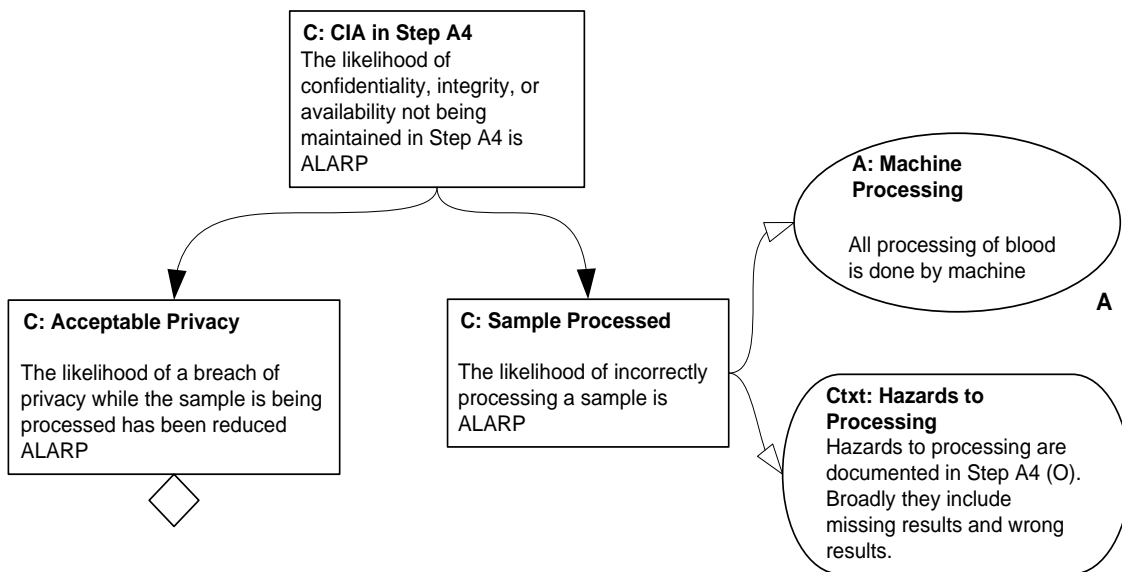 C: CIA in Step A4
The likelihood of
confidentiality, integrity, or
availability not being
maintained in Step A4 is
ALARP
A: Machine
Processing
All processing of blood
is done by machine
A
C: Acceptable Privacy
The likelihood of a breach of
privacy while the sample is being
processed has been reduced
ALARP
C: Sample Processed
The likelihood of incorrectly
processing a sample is
ALARP
Ctxt: Hazards to
Processing
Hazards to processing are
documented in Step A4 (O).
Broadly they include
missing results and wrong
results.